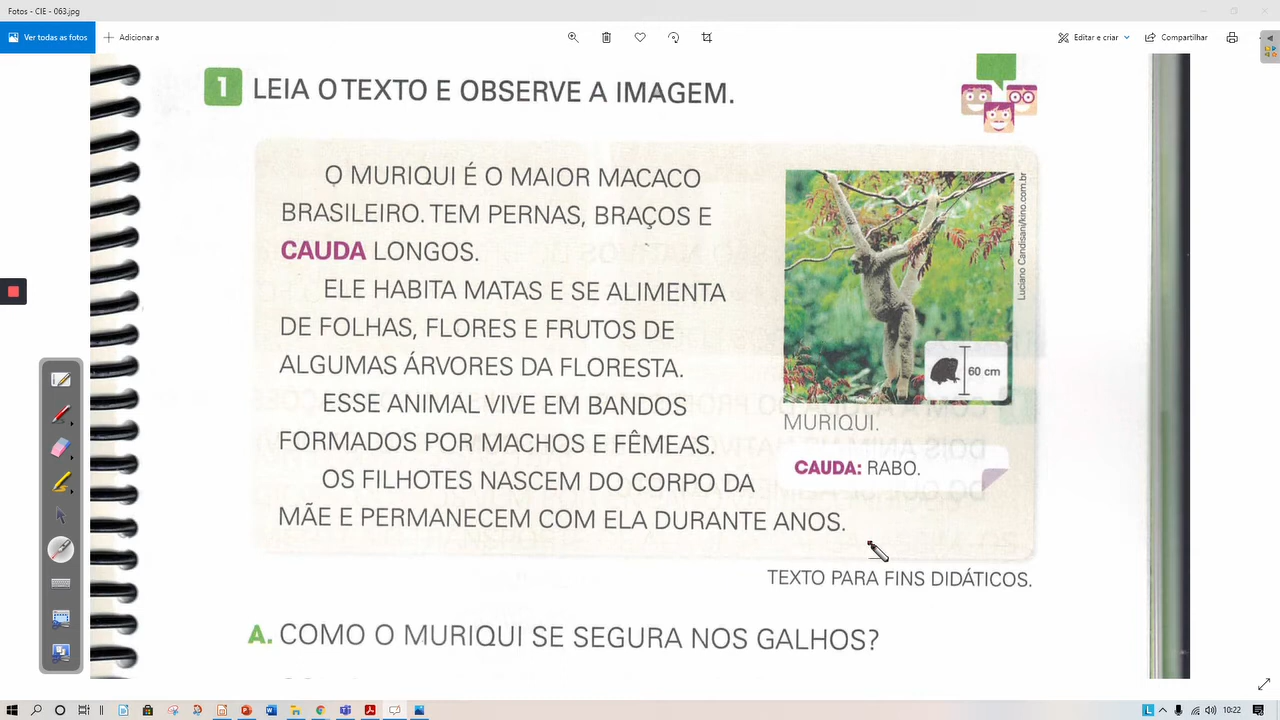 Fotos - CIE - 063.jpg
Ver todas as fotos
Adicionar a
Editar e criar
Compartilhar
1 LEIA O TEXTO E OBSERVE A IMAGEM.
O MURIQUI É O MAIOR MACACO
BRASILEIRO. TEM PERNAS, BRAÇOS E
CAUDA LONGOS.
ELE HABITA MATAS E SE ALIMENTA
DE FOLHAS, FLORES E FRUTOS DE
ALGUMAS ÁRVORES DA FLORESTA.
ESSE ANIMAL VIVE EM BANDOS
FORMADOS POR MACHOS E FÊMEAS.
OS FILHOTES NASCEM DO CORPO DA
MÃE E PERMANECEM COM ELA DURANTE ANOS.
Luciano Candisani/kino.com.br
60 cm
MURIQUI.
CAUDA: RABO.
TEXTO PARA FINS DIDÁTICOS.
A. COMO O MURIQUI SE SEGURA NOS GALHOS?
10:22